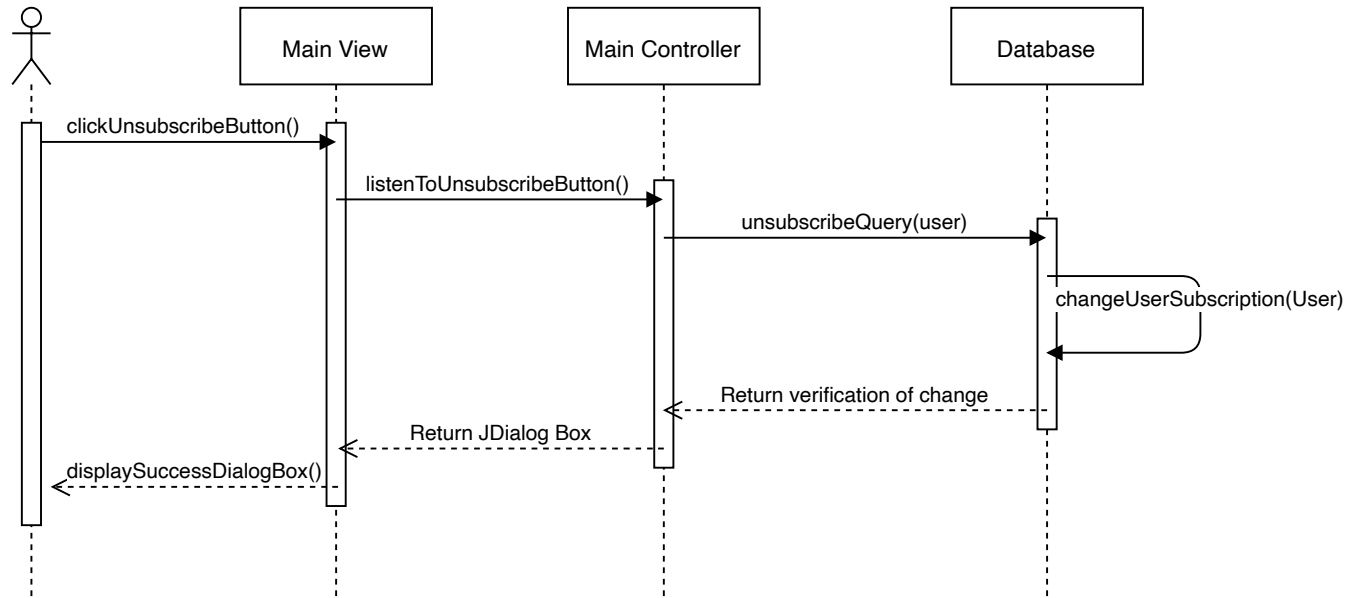 Main View
Main Controller
Database
clickUnsubscribeButton()
listenToUnsubscribeButton()
unsubscribeQuery(user)
changeUserSubscription(User)
Return verification of change
Return JDialog Box
displaySuccessDialogBox()